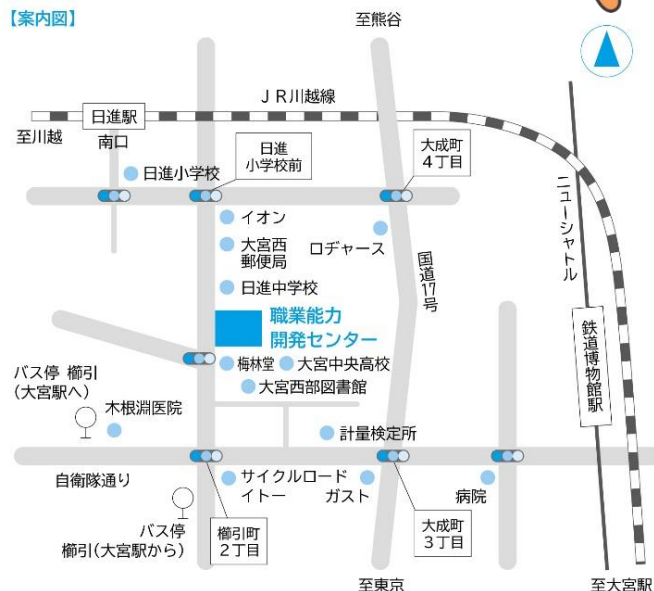 【案内図】
至熊谷
JR川越線
日進駅
至川越
南口
日進
小学校前
大成町
4丁目
日進小学校
イオン
大宮西
郵便局
ロヂャース
ニューシャトル
国道17号
日進中学校
職業能力
開発センター
鉄道博物館駅
梅林堂
大宮中央高校
大宮西部図書館
バス停 櫛引
(大宮駅へ)
木根淵医院
計量検定所
自衛隊通り
サイクルロード
イトー
ガスト
病院
バス停
櫛引(大宮駅から)
櫛引町
2丁目
大成町
3丁目
至東京
至大宮駅